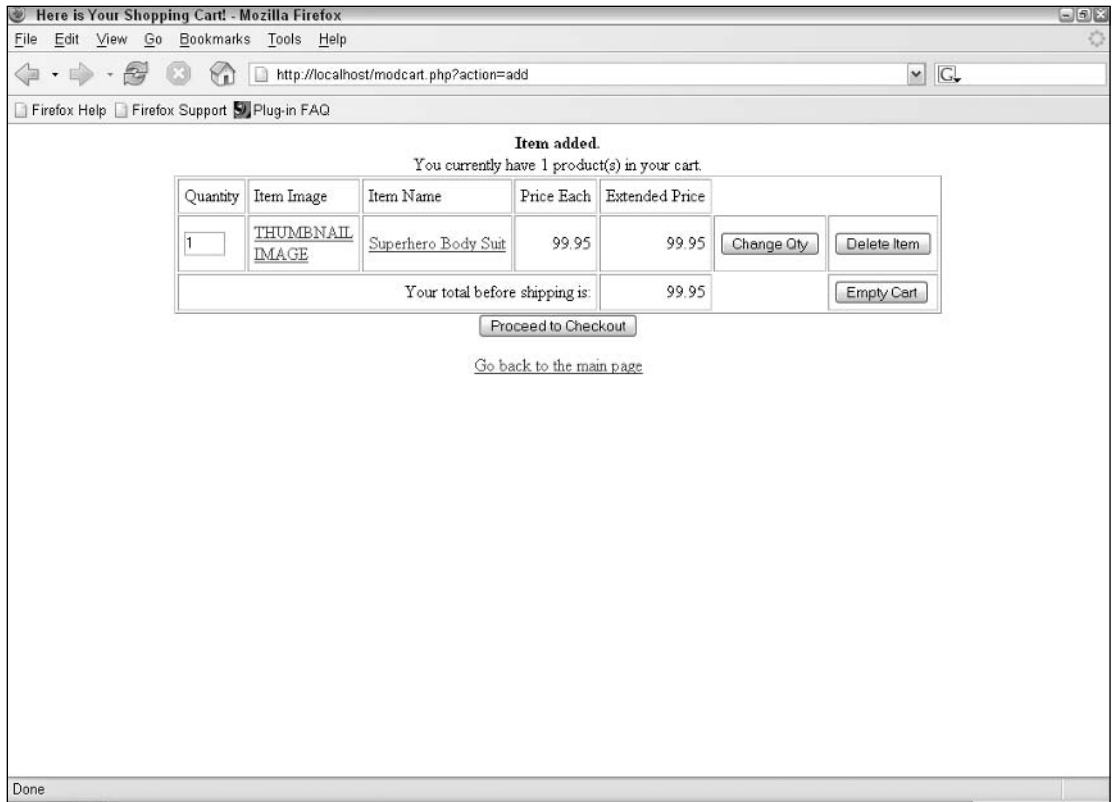 Here is Your Shopping Cart! - Mozilla Firefox
File Edit View Go Bookmarks Tools Help
http://localhost/modcart.php?action=add
G
Firefox Help Firefox Support Plug-in FAQ
Item added.
You currently have 1 product(s) in your cart.
Quantity Item Image Item Name Price Each Extended Price
1 THUMBNAIL IMAGE Superhero Body Suit 99.95 99.95 Change Qty Delete Item
Your total before shipping is: 99.95 Empty Cart
Proceed to Checkout
Go back to the main page
Done